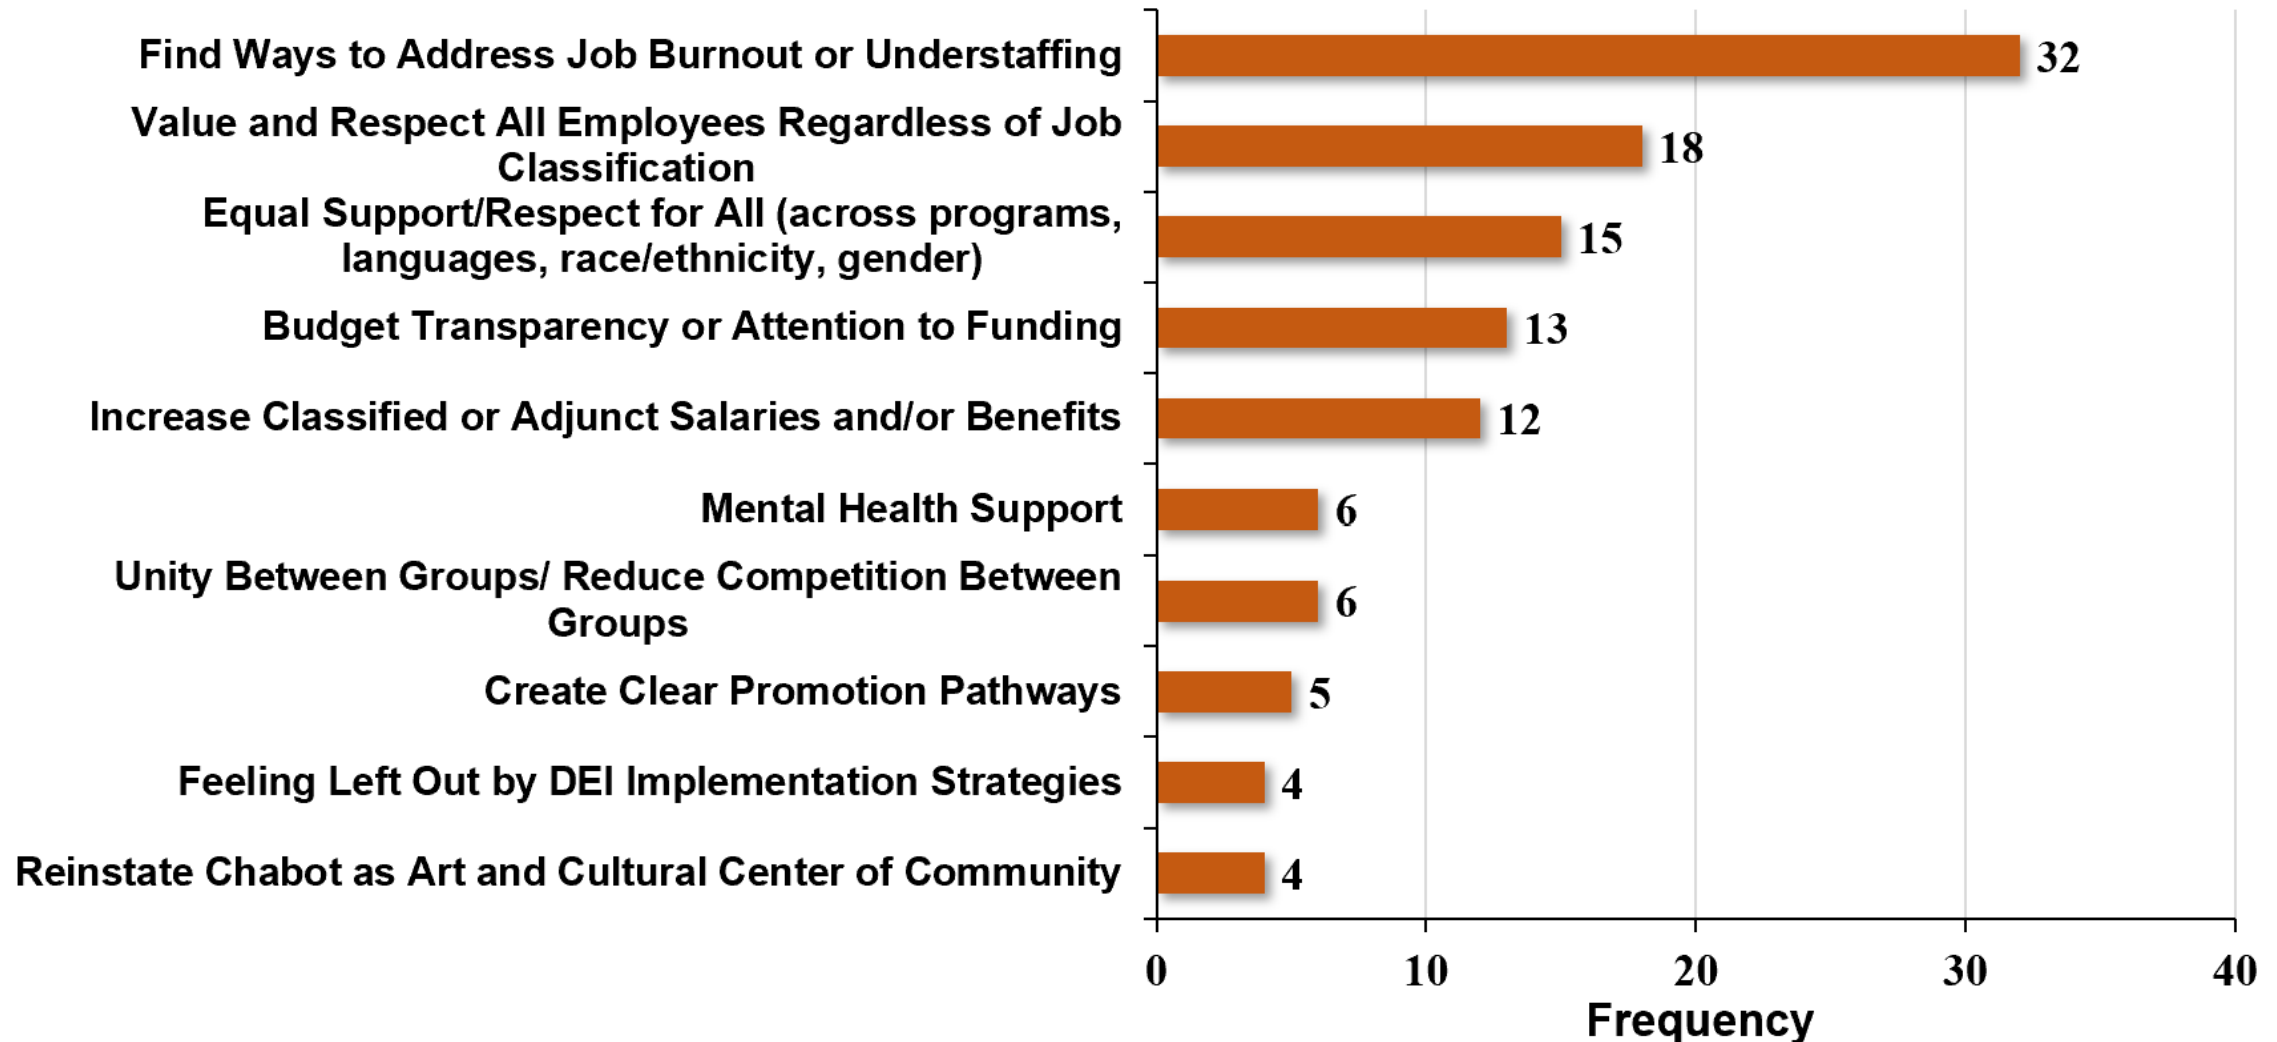 Find Ways to Address Job Burnout or Understaffing
32
Value and Respect All Employees Regardless of Job
Classification
18
Equal Support/Respect for All (across programs,
languages, race/ethnicity, gender)
15
Budget Transparency or Attention to Funding
13
Increase Classified or Adjunct Salaries and/or Benefits
12
Mental Health Support
6
Unity Between Groups/ Reduce Competition Between
Groups
6
Create Clear Promotion Pathways
5
Feeling Left Out by DEI Implementation Strategies
4
Reinstate Chabot as Art and Cultural Center of Community
4
0 10 20 30 40
Frequency